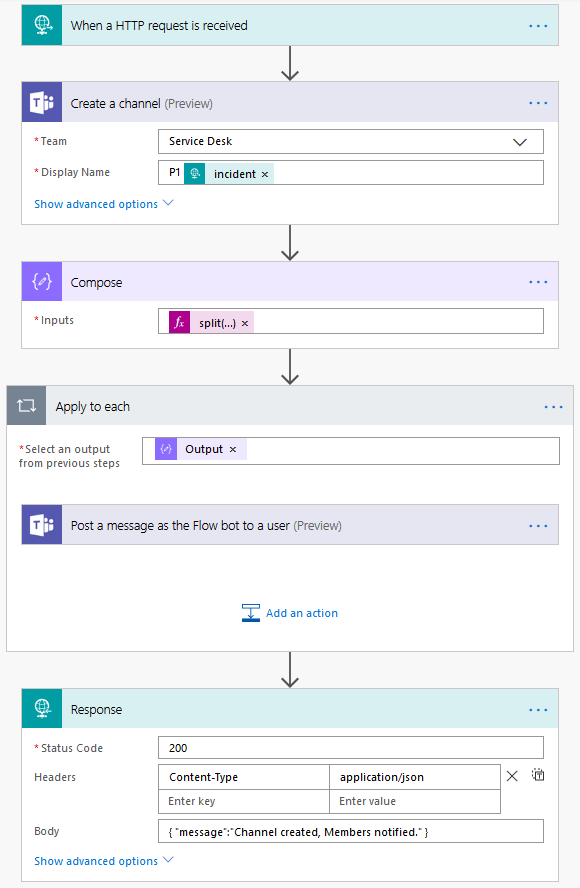 When a HTTP request is received
Create a channel (Preview)
* Team
Service Desk
* Display Name
P1 incident ×
Show advanced options
Compose
* Inputs
fx split(...) ×
Apply to each
* Select an output
from previous steps
Output ×
Post a message as the Flow bot to a user (Preview)
Add an action
Response
* Status Code
200
Headers
Content-Type application/json
Enter key Enter value
Body
{ "message":"Channel created, Members notified." }
Show advanced options